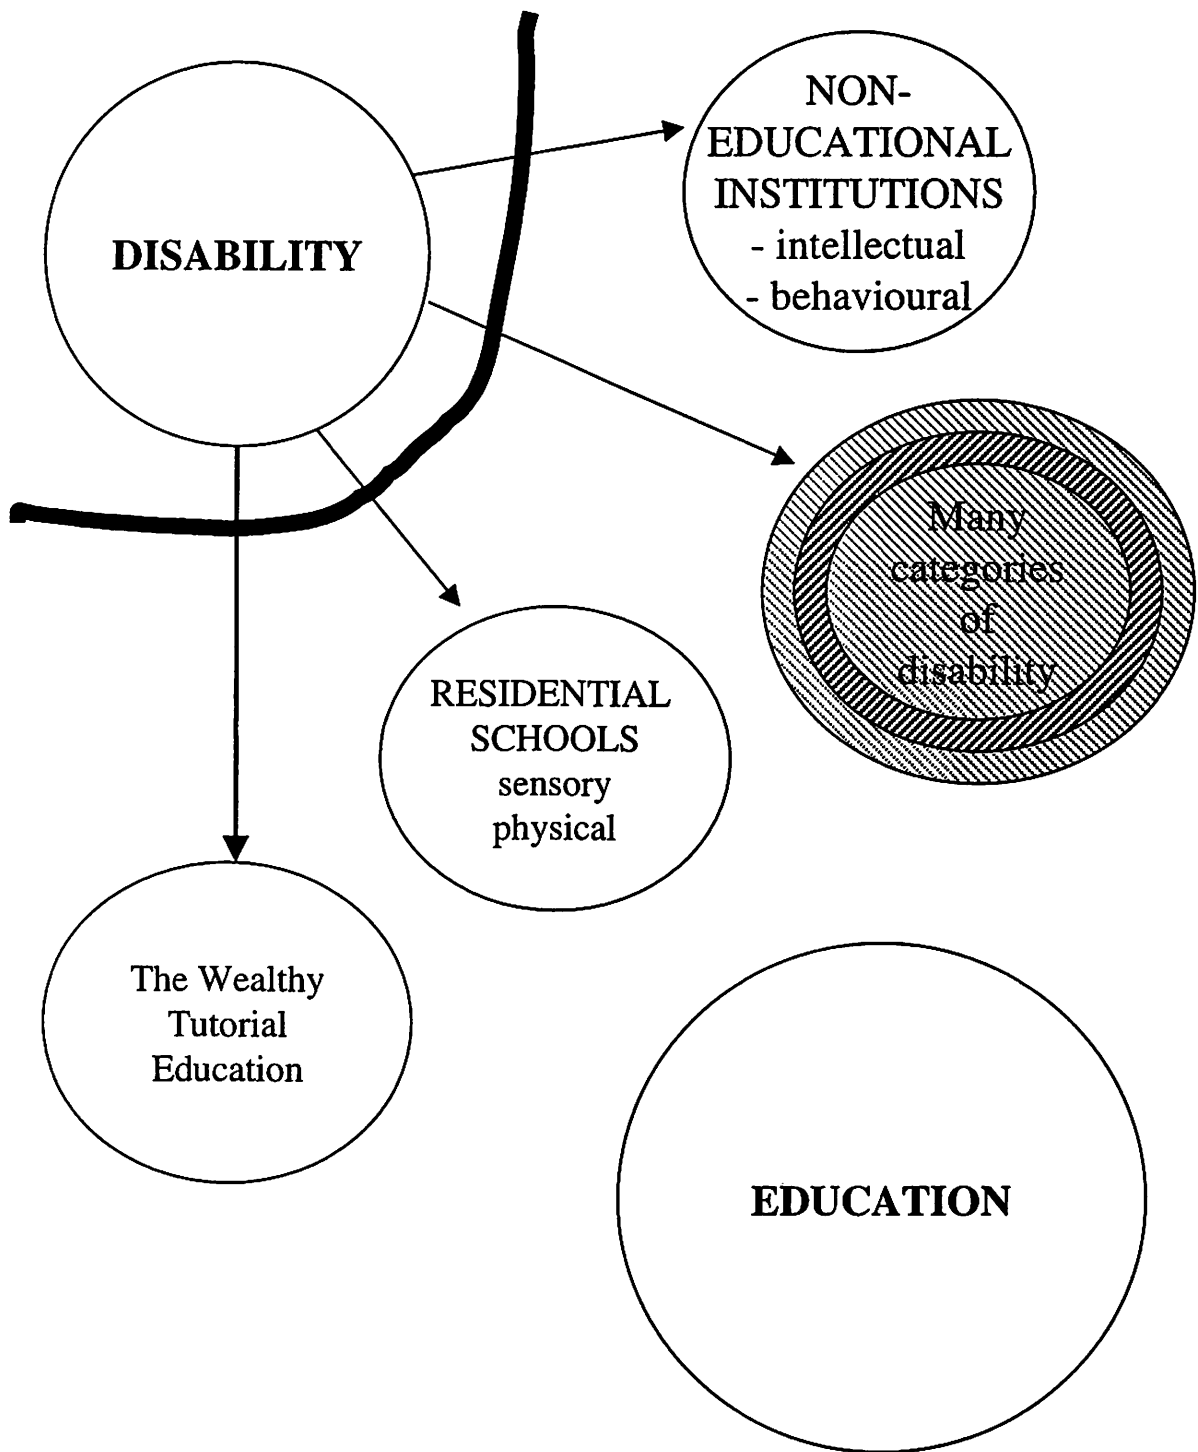 NON-
EDUCATIONAL
INSTITUTIONS
- intellectual
- behavioural
DISABILITY
Many
categories
of
disability
RESIDENTIAL
SCHOOLS
sensory
physical
The Wealthy
Tutorial
Education
EDUCATION